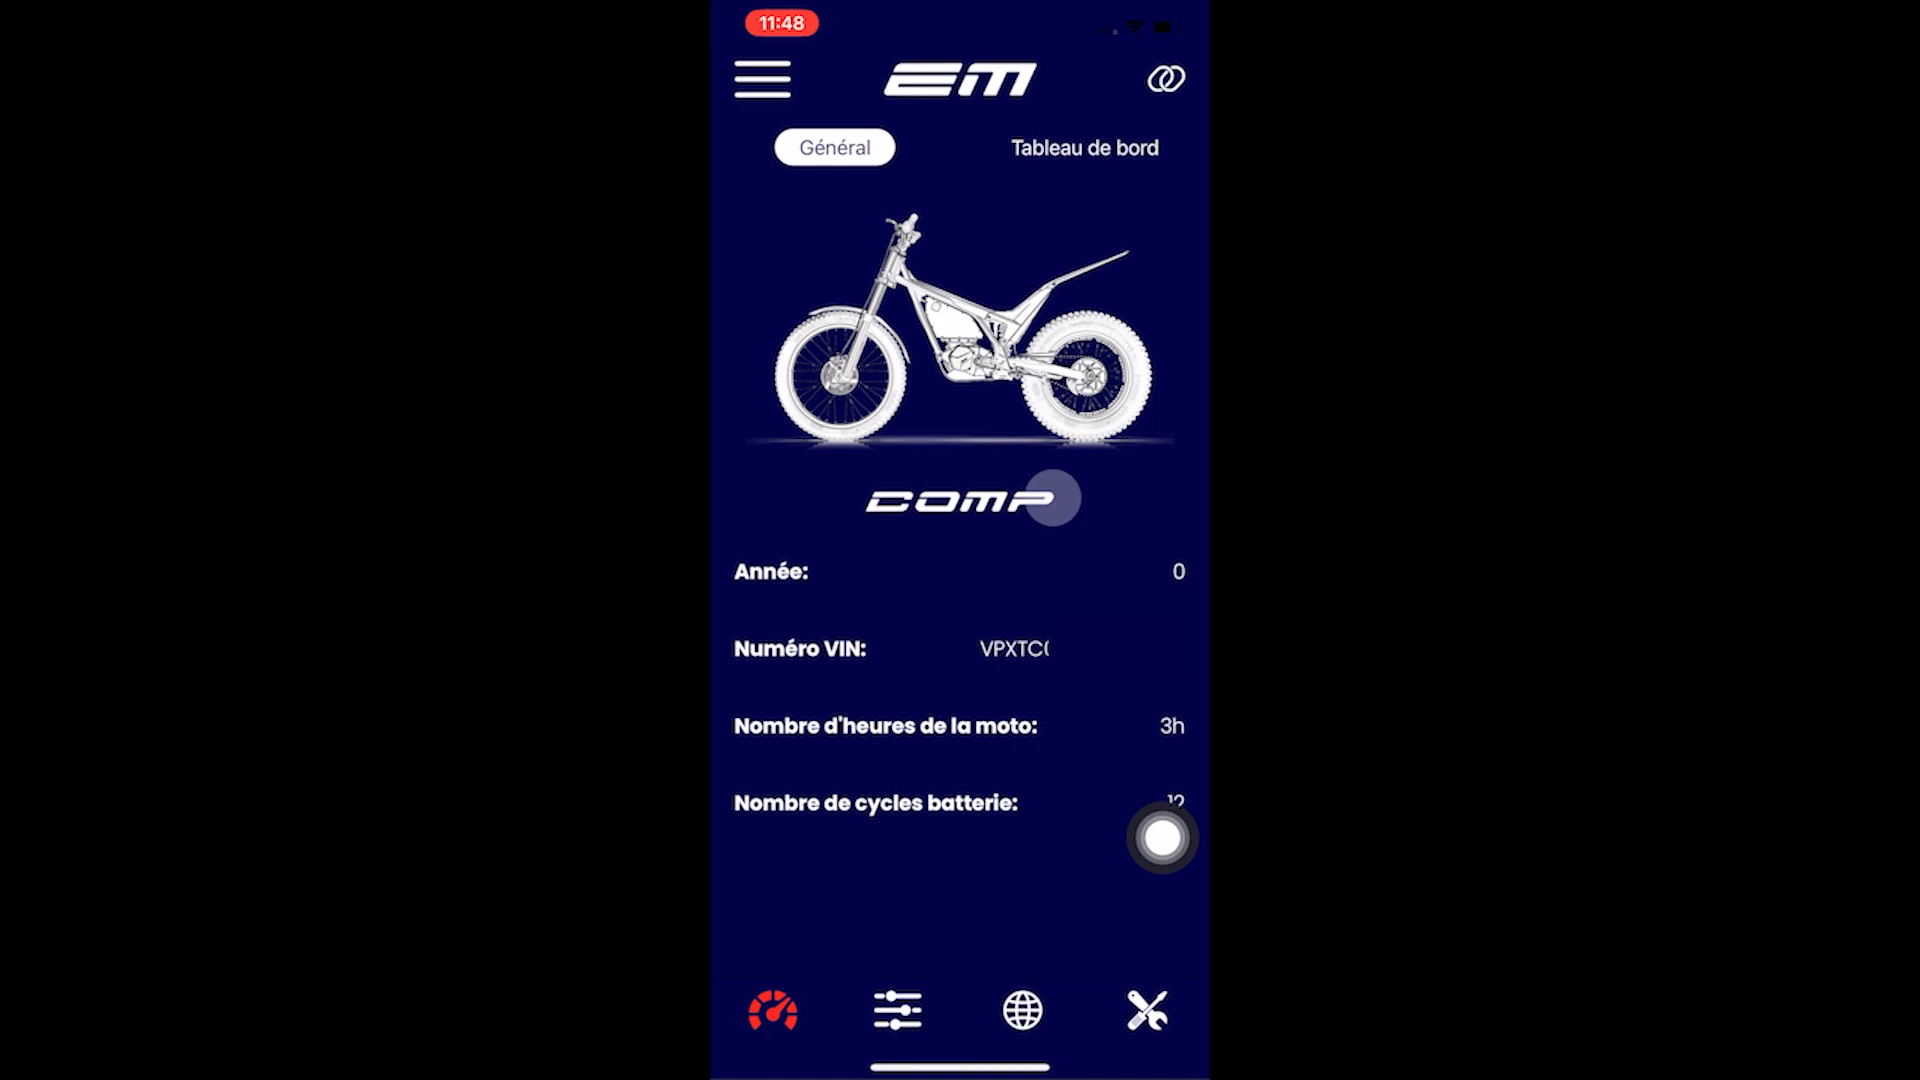 11:48
EM
Général
Tableau de bord
COMP
Année: 0
Numéro VIN: VPXTC
Nombre d'heures de la moto: 3h
Nombre de cycles batterie: 12